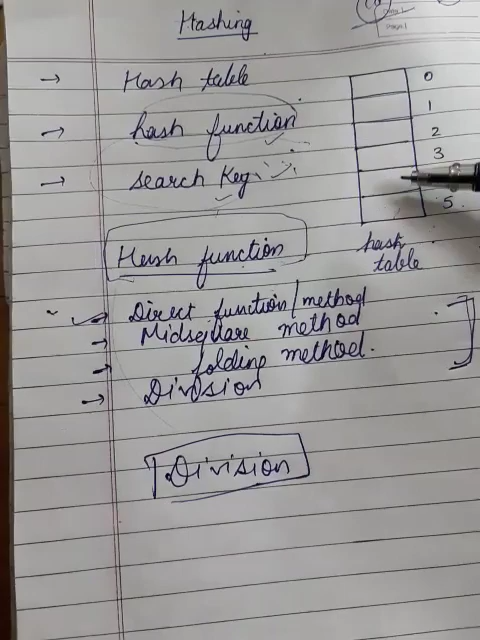 Hashing
→ Hash table
→ hash function
→ search Key
0
1
2
3
5
hash
table
Hash function
→ Direct function/method
→ Midsquare method
→ folding method.
→ Division
Division